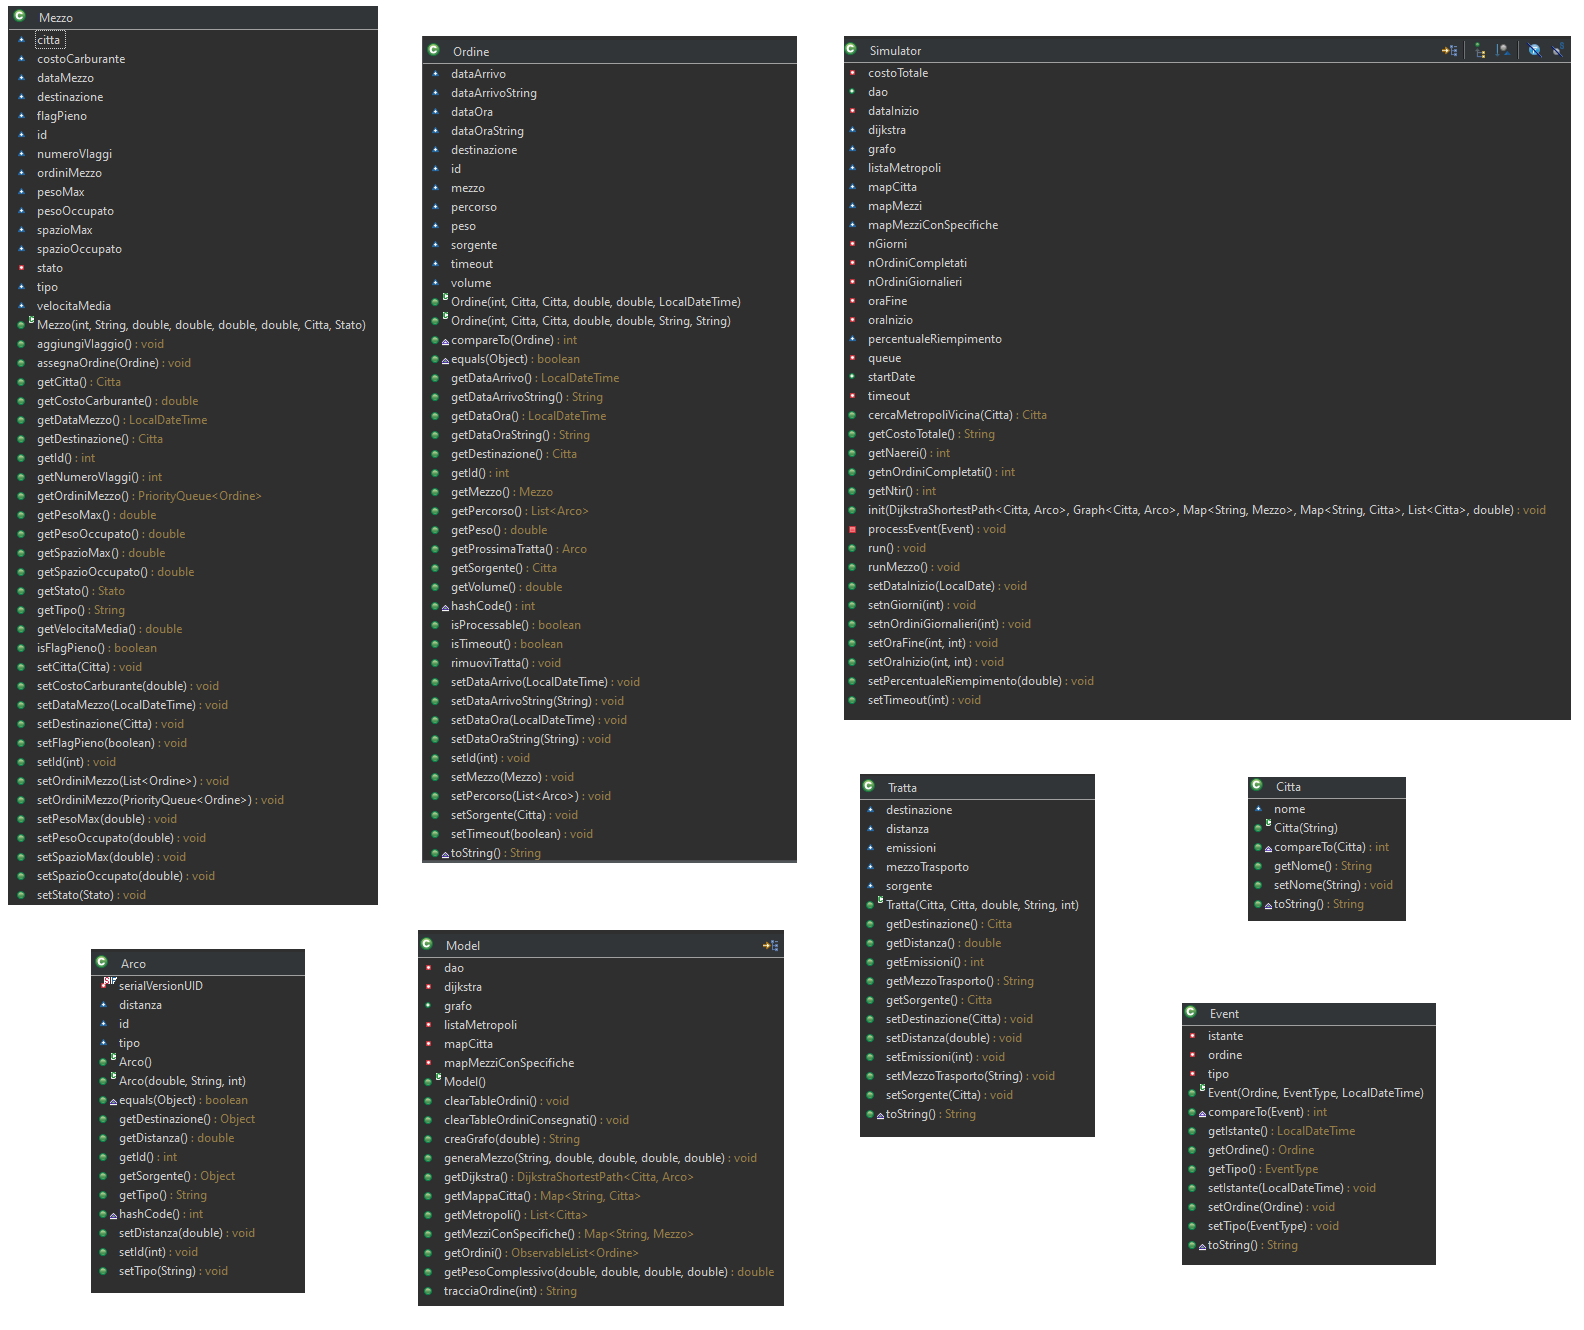 Mezzo
citta
costoCarburante
dataMezzo
destinazione
flagPieno
id
numeroVIaggi
ordiniMezzo
pesoMax
pesoOccupato
spazioMax
spazioOccupato
stato
tipo
velocitaMedia
Mezzo(int, String, double, double, double, double, Citta, Stato)
aggiungiVIaggio() : void
assegnaOrdine(Ordine) : void
getCitta() : Citta
getCostoCarburante() : double
getDataMezzo() : LocalDateTime
getDestinazione() : Citta
getId() : int
getNumeroVIaggi() : int
getOrdiniMezzo() : PriorityQueue<Ordine>
getPesoMax() : double
getPesoOccupato() : double
getSpazioMax() : double
getSpazioOccupato() : double
getStato() : Stato
getTipo() : String
getVelocitaMedia() : double
isFlagPieno() : boolean
setCitta(Citta) : void
setCostoCarburante(double) : void
setDataMezzo(LocalDateTime) : void
setDestinazione(Citta) : void
setFlagPieno(boolean) : void
setId(int) : void
setOrdiniMezzo(List<Ordine>) : void
setOrdiniMezzo(PriorityQueue<Ordine>) : void
setPesoMax(double) : void
setPesoOccupato(double) : void
setSpazioMax(double) : void
setSpazioOccupato(double) : void
setStato(Stato) : void
Ordine
dataArrivo
dataArrivoString
dataOra
dataOraString
destinazione
id
mezzo
percorso
peso
sorgente
timeout
volume
Ordine(int, Citta, Citta, double, double, LocalDateTime)
Ordine(int, Citta, Citta, double, double, String, String)
compareTo(Ordine) : int
equals(Object) : boolean
getDataArrivo() : LocalDateTime
getDataArrivoString() : String
getDataOra() : LocalDateTime
getDataOraString() : String
getDestinazione() : Citta
getId() : int
getMezzo() : Mezzo
getPercorso() : List<Arco>
getPeso() : double
getProssimaTratta() : Arco
getSorgente() : Citta
getVolume() : double
hashCode() : int
isProcessable() : boolean
isTimeout() : boolean
rimuoviTratta() : void
setDataArrivo(LocalDateTime) : void
setDataArrivoString(String) : void
setDataOra(LocalDateTime) : void
setDataOraString(String) : void
setId(int) : void
setMezzo(Mezzo) : void
setPercorso(List<Arco>) : void
setSorgente(Citta) : void
setTimeout(boolean) : void
toString() : String
Simulator
costoTotale
dao
dataInizio
dijkstra
grafo
listaMetropoli
mapCitta
mapMezzi
mapMezziConSpecifiche
nGiorni
nOrdiniCompletati
nOrdiniGiornalieri
oraFine
oraInizio
percentualeRiempimento
queue
startDate
timeout
cercaMetropoliVicina(Citta) : Citta
getCostoTotale() : String
getNaerei() : int
getnOrdiniCompletati() : int
getNtir() : int
init(DijkstraShortestPath<Citta, Arco>, Graph<Citta, Arco>, Map<String, Mezzo>, Map<String, Citta>, List<Citta>, double) : void
processEvent(Event) : void
run() : void
runMezzo() : void
setDataInizio(LocalDate) : void
setnGiorni(int) : void
setnOrdiniGiornalieri(int) : void
setOraFine(int, int) : void
setOraInizio(int, int) : void
setPercentualeRiempimento(double) : void
setTimeout(int) : void
Tratta
destinazione
distanza
emissioni
mezzoTrasporto
sorgente
Tratta(Citta, Citta, double, String, int)
getDestinazione() : Citta
getDistanza() : double
getEmissioni() : int
getMezzoTrasporto() : String
getSorgente() : Citta
setDestinazione(Citta) : void
setDistanza(double) : void
setEmissioni(int) : void
setMezzoTrasporto(String) : void
setSorgente(Citta) : void
toString() : String
Citta
nome
Citta(String)
compareTo(Citta) : int
getNome() : String
setNome(String) : void
toString() : String
Arco
serialVersionUID
distanza
id
tipo
Arco()
Arco(double, String, int)
equals(Object) : boolean
getDestinazione() : Object
getDistanza() : double
getId() : int
getSorgente() : Object
getTipo() : String
hashCode() : int
setDistanza(double) : void
setId(int) : void
setTipo(String) : void
Model
dao
dijkstra
grafo
listaMetropoli
mapCitta
mapMezziConSpecifiche
Model()
clearTableOrdini() : void
clearTableOrdiniConsegnati() : void
creaGrafo(double) : String
generaMezzo(String, double, double, double, double) : void
getDijkstra() : DijkstraShortestPath<Citta, Arco>
getMappaCitta() : Map<String, Citta>
getMetropoli() : List<Citta>
getMezziConSpecifiche() : Map<String, Mezzo>
getOrdini() : ObservableList<Ordine>
getPesoComplessivo(double, double, double, double) : double
tracciaOrdine(int) : String
Event
istante
ordine
tipo
Event(Ordine, EventType, LocalDateTime)
compareTo(Event) : int
getIstante() : LocalDateTime
getOrdine() : Ordine
getTipo() : EventType
setIstante(LocalDateTime) : void
setOrdine(Ordine) : void
setTipo(EventType) : void
toString() : String